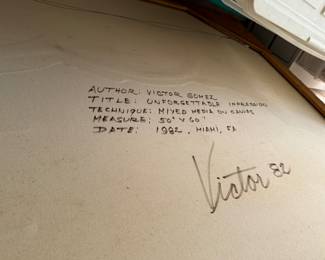 AUTHOR: VICTOR GOMEZ
TITLE: UNFORGETTABLE IMPRESSION
TECHNIQUE: MIXED MEDIA ON CANVAS
MEASURE: 50" X 60"
DATE: 1982, MIAMI, FA
Victor 82